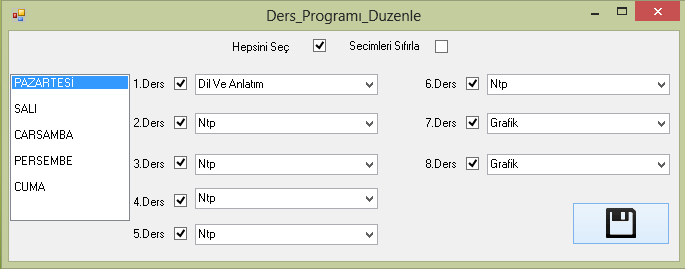 Ders_Programı_Duzenle
Hepsini Seç Secimleri Sıfırla
PAZARTESİ
SALI
CARSAMBA
PERSEMBE
CUMA
1.Ders Dil Ve Anlatım
2.Ders Ntp
3.Ders Ntp
4.Ders Ntp
5.Ders Ntp
6.Ders Ntp
7.Ders Grafik
8.Ders Grafik